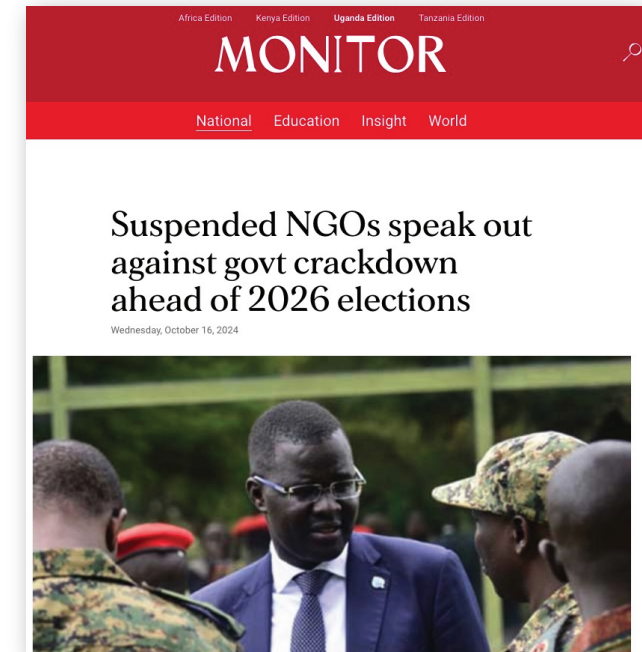 Africa Edition Kenya Edition Uganda Edition Tanzania Edition
MONITOR
National Education Insight World
Suspended NGOs speak out
against govt crackdown
ahead of 2026 elections
Wednesday, October 16, 2024